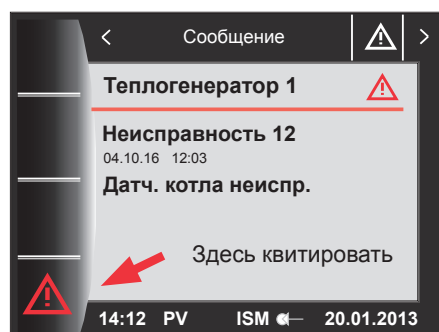 < Сообщение >
Теплогенератор 1
Неисправность 12
04.10.16 12:03
Датч. котла неиспр.
Здесь квитировать
14:12 PV ISM 20.01.2013